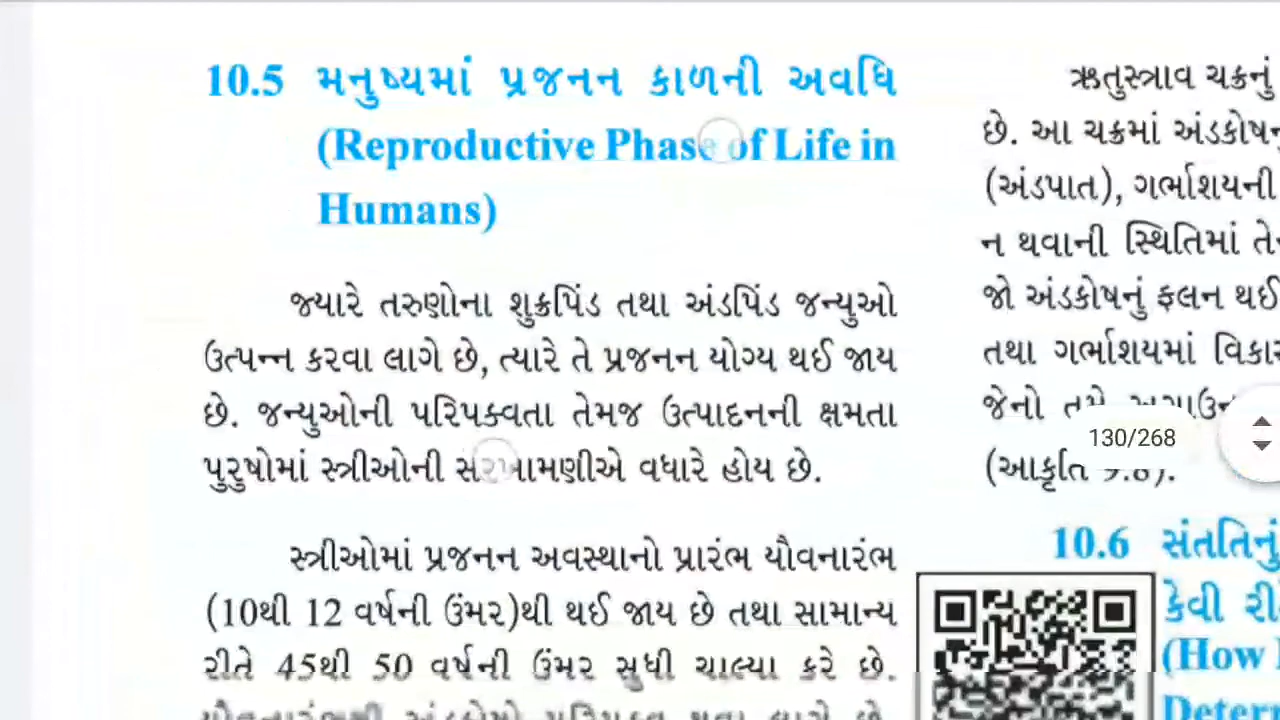 10.5 મનુષ્યમાં પ્રજનન કાળની અવધિ
(Reproductive Phase of Life in
Humans)
જ્યારે તરુણોના શુક્રપિંડ તથા અંડપિંડ જન્યુઓ
ઉત્પન્ન કરવા લાગે છે, ત્યારે તે પ્રજનન યોગ્ય થઈ જાય
છે. જન્યુઓની પરિપક્વતા તેમજ ઉત્પાદનની ક્ષમતા
પુરુષોમાં સ્ત્રીઓની સરખામણીએ વધારે હોય છે.
સ્ત્રીઓમાં પ્રજનન અવસ્થાનો પ્રારંભ યૌવનારંભ
(10થી 12 વર્ષની ઉંમર)થી થઈ જાય છે તથા સામાન્ય
રીતે 45થી 50 વર્ષની ઉંમર સુધી ચાલ્યા કરે છે.
ઋતુસ્ત્રાવ ચક્રનું
છે. આ ચક્રમાં
(અંડપાત), ગર્ભાશયની
ન થવાની સ્થિતિમાં
જો અંડકોષનું ફલન થઈ
તથા ગર્ભાશયમાં
જેનો
130/268
(આકૃતિ 9.8).
10.6 સંતતિનું
કેવી
(How